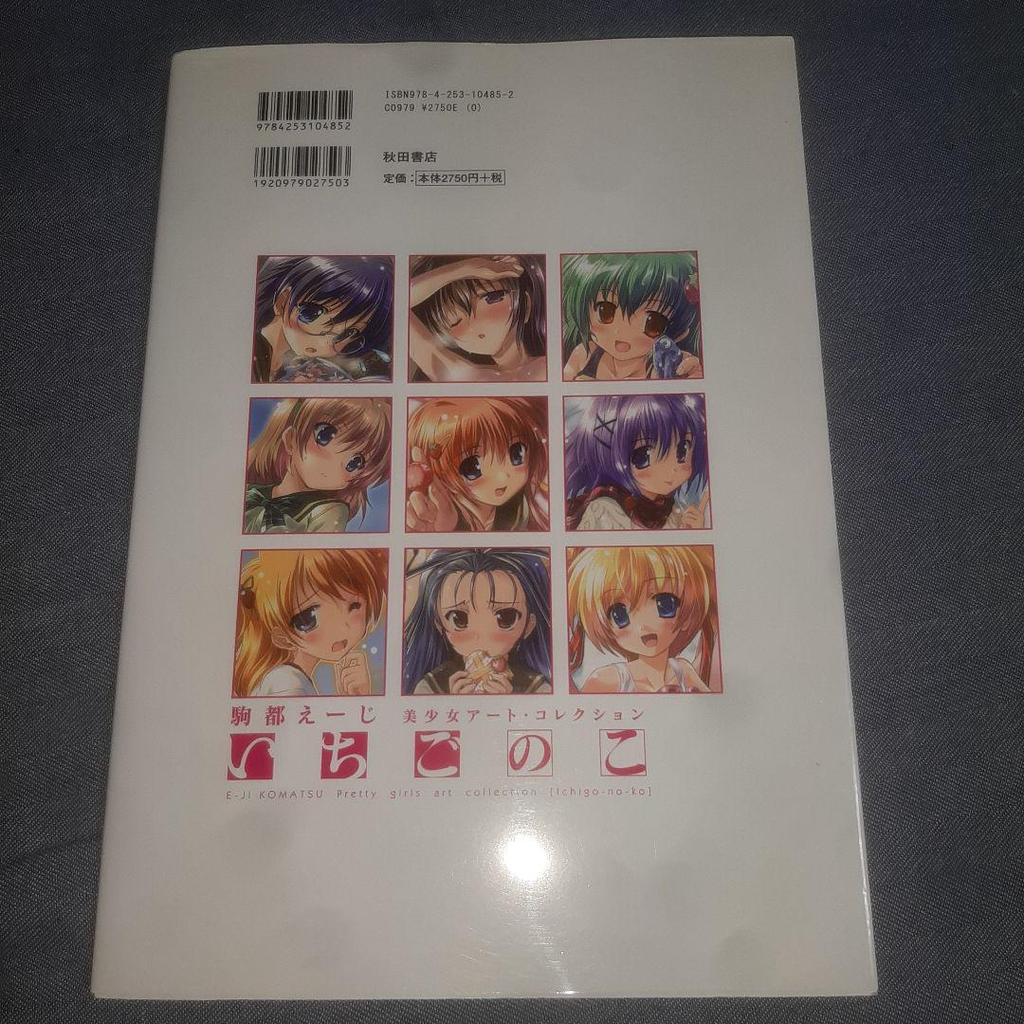 ISBN978-4-253-10485-2
C0979 ¥2750E (0)
9784253104852
秋田書店
定価：本体2750円＋税
1920979027503
駒都えーじ 美少女アート・コレクション
いちごのこ
E-JI KOMATSU Pretty girls art collection [Ichigo-no-ko]